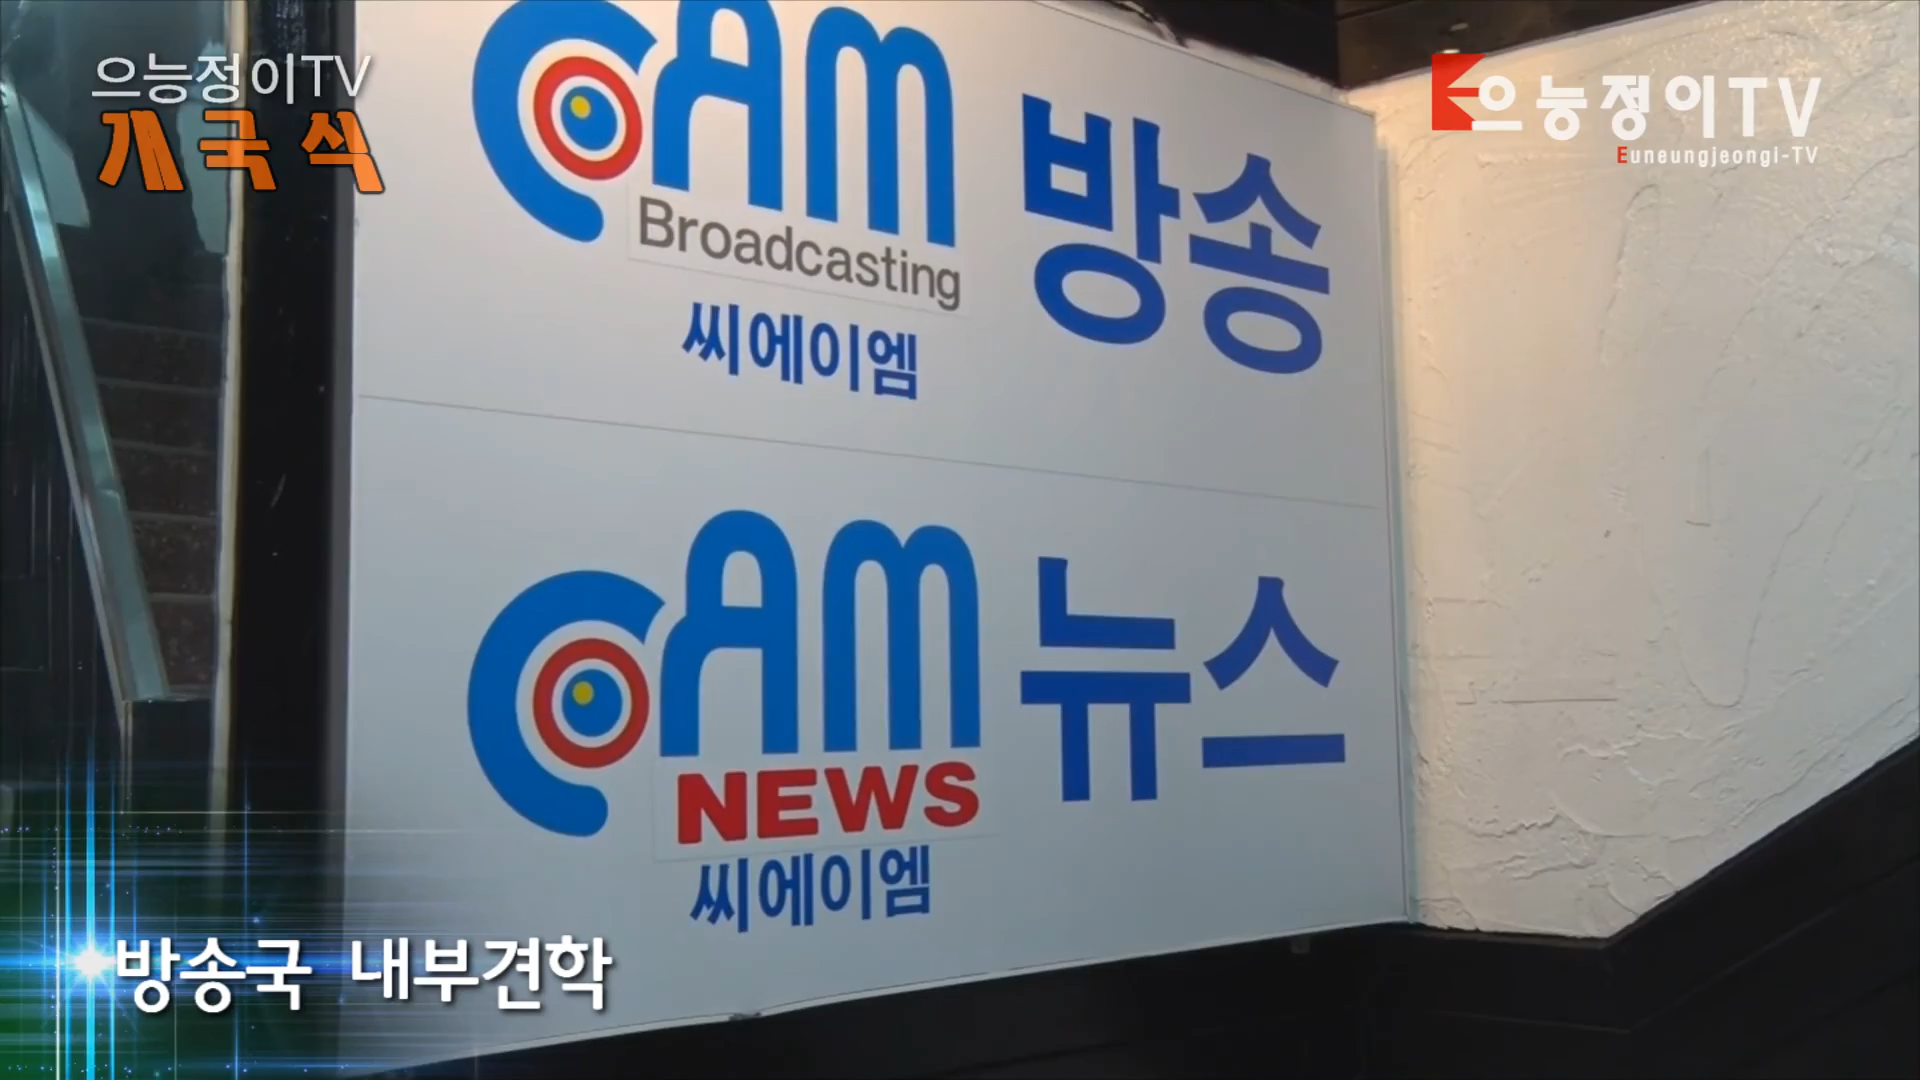 으능정이TV
개국식
으능정이TV
Euneungjeongi-TV
CAM 방송
Broadcasting
씨에이엠
CAM 뉴스
NEWS
씨에이엠
방송국 내부견학